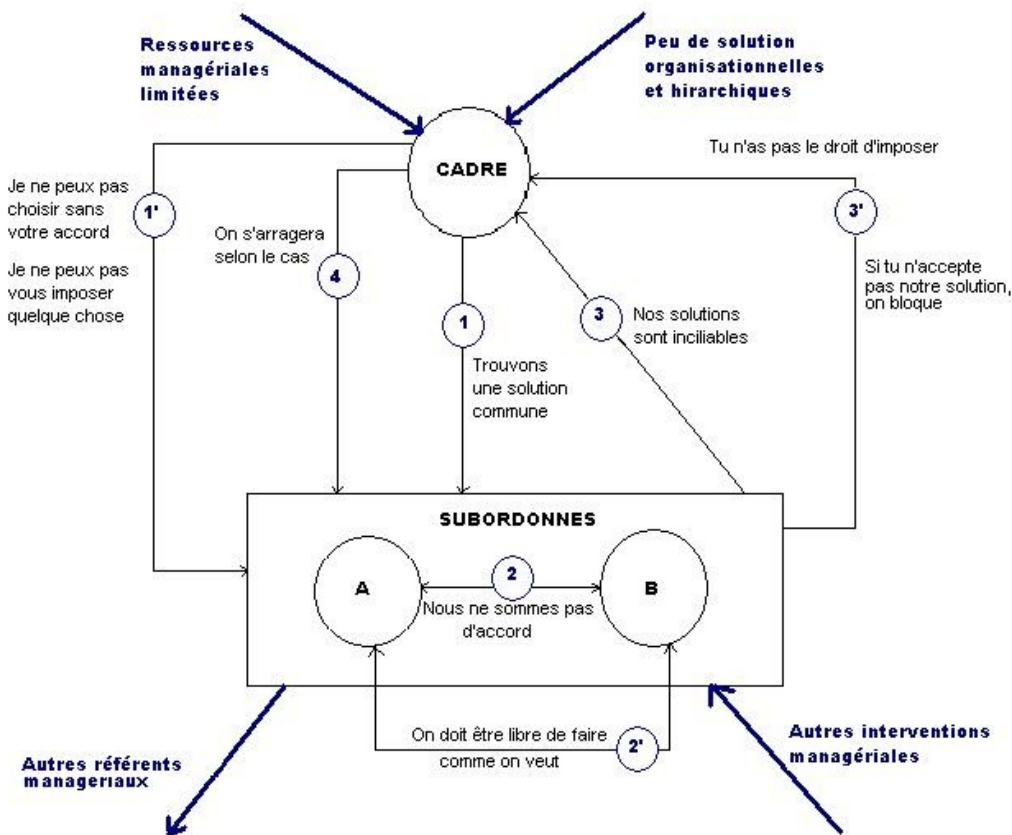 Ressources
managériales
limitées
Peu de solution
organisationnelles
et hirarchiques
CADRE
Tu n'as pas le droit d'imposer
Je ne peux pas
choisir sans
votre accord
1'
Je ne peux pas
vous imposer
quelque chose
On s'arragera
selon le cas
4
1
Trouvons
une solution
commune
3
Nos solutions
sont inciliables
3'
Si tu n'accepte
pas notre solution,
on bloque
SUBORDONNES
A
2
B
Nous ne sommes pas
d'accord
On doit être libre de faire
comme on veut
2'
Autres référents
manageriaux
Autres interventions
managériales